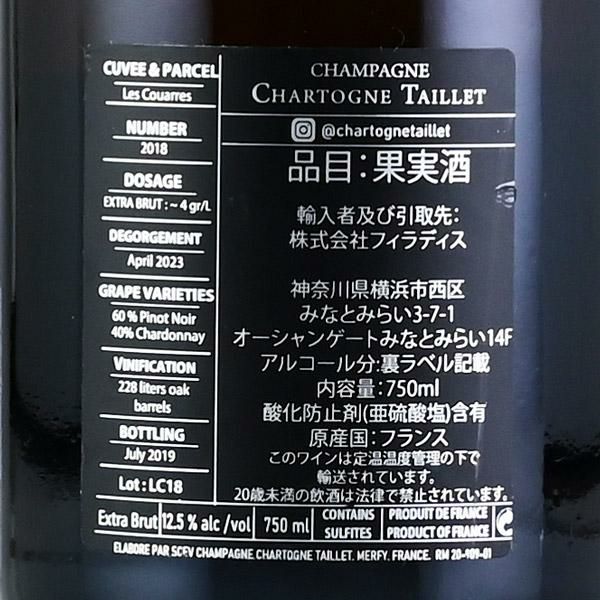 CUVEE & PARCEL
Les Couarres
NUMBER
2018
DOSAGE
EXTRA BRUT : ~ 4 gr/L
DEGORGEMENT
April 2023
GRAPE VARIETIES
60 % Pinot Noir
40% Chardonnay
VINIFICATION
228 liters oak
barrels
BOTTLING
July 2019
Lot : LC18
CHAMPAGNE
CHARTOGNE TAILLET
@chartognetaillet
品目：果実酒
輸入者及び引取先：
株式会社フィラディス
神奈川県横浜市西区
みなとみらい3-7-1
オーシャンゲートみなとみらい14F
アルコール分：裏ラベル記載
内容量：750ml
酸化防止剤(亜硫酸塩)含有
原産国：フランス
このワインは定温温度管理の下で
輸送されています。
20歳未満の飲酒は法律で禁止されています。
Extra Brut 12.5 % alc /vol 750 ml
CONTAINS
SULFITES
PRODUIT DE FRANCE
PRODUCT OF FRANCE
ELABORE PAR SCEV CHAMPAGNE CHARTOGNE TAILLET. MERFY. FRANCE. RM 20-909-01